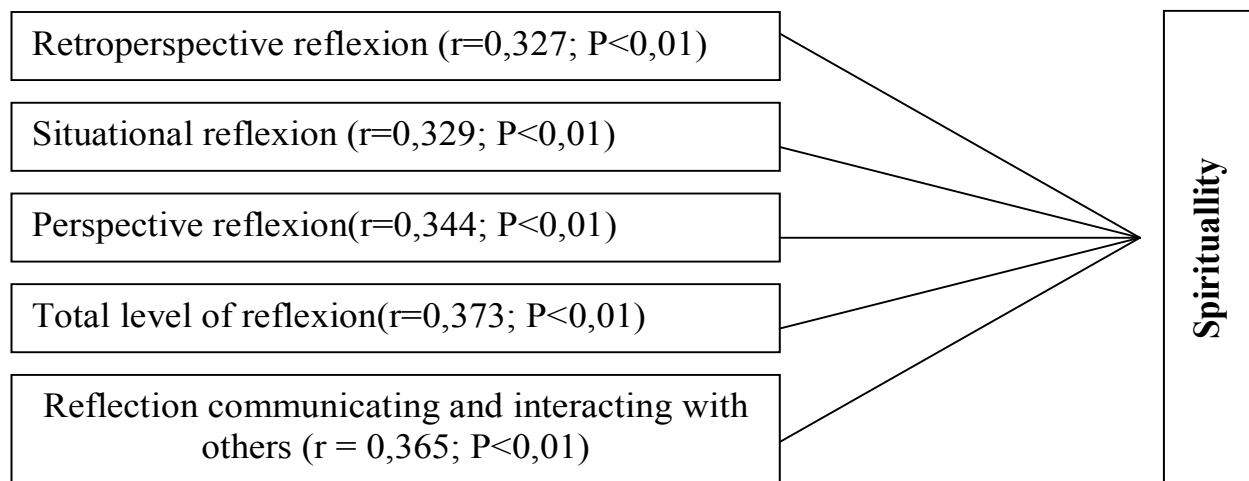 Retroperspective reflexion (r=0,327; P<0,01)
Situational reflexion (r=0,329; P<0,01)
Perspective reflexion(r=0,344; P<0,01)
Total level of reflexion(r=0,373; P<0,01)
Reflection communicating and interacting with
others (r = 0,365; P<0,01)
Spirituallity